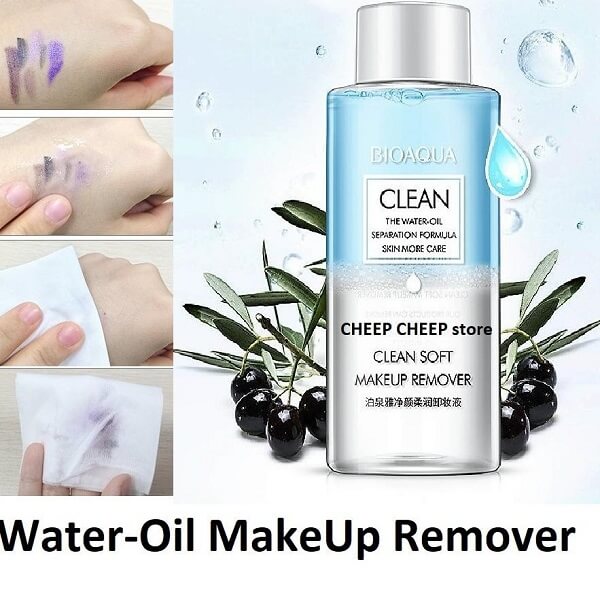 BIOAQUA
CLEAN
THE WATER-OIL
SEPARATION FORMULA
SKIN MORE CARE
CHEEP CHEEP store
CLEAN SOFT
MAKEUP REMOVER
泊泉雅净颜柔润卸妆液
Water-Oil MakeUp Remover